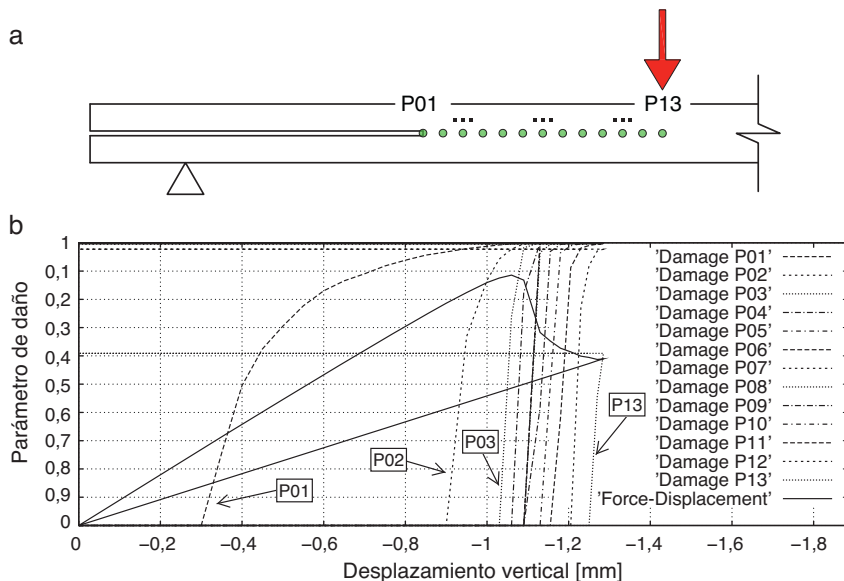 a
P01
P13
b
Parámetro de daño
1
0,1
0,2
0,3
0,4
0,5
0,6
0,7
0,8
0,9
0
'Damage P01'
'Damage P02'
'Damage P03'
'Damage P04'
'Damage P05'
'Damage P06'
'Damage P07'
'Damage P08'
'Damage P09'
'Damage P10'
'Damage P11'
'Damage P12'
'Damage P13'
'Force-Displacement'
P01
P02
P03
P13
0 −0,2 −0,4 −0,6 −0,8 −1 −1,2 −1,4 −1,6 −1,8
Desplazamiento vertical [mm]